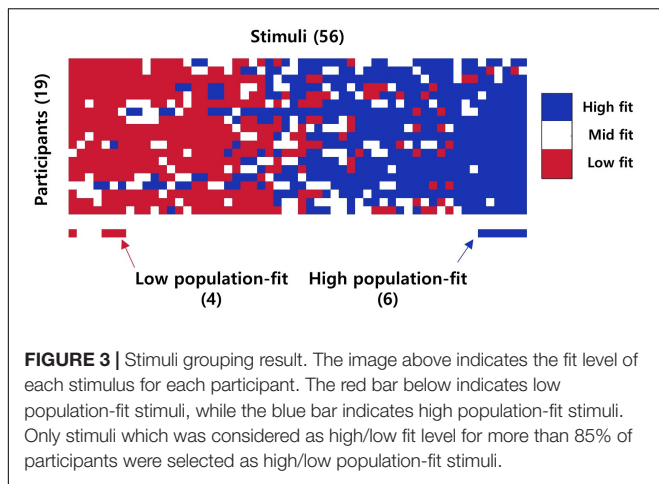 Stimuli (56)
Participants (19)
High fit
Mid fit
Low fit
Low population-fit
(4)
High population-fit
(6)
FIGURE 3 | Stimuli grouping result. The image above indicates the fit level of
each stimulus for each participant. The red bar below indicates low
population-fit stimuli, while the blue bar indicates high population-fit stimuli.
Only stimuli which was considered as high/low fit level for more than 85% of
participants were selected as high/low population-fit stimuli.